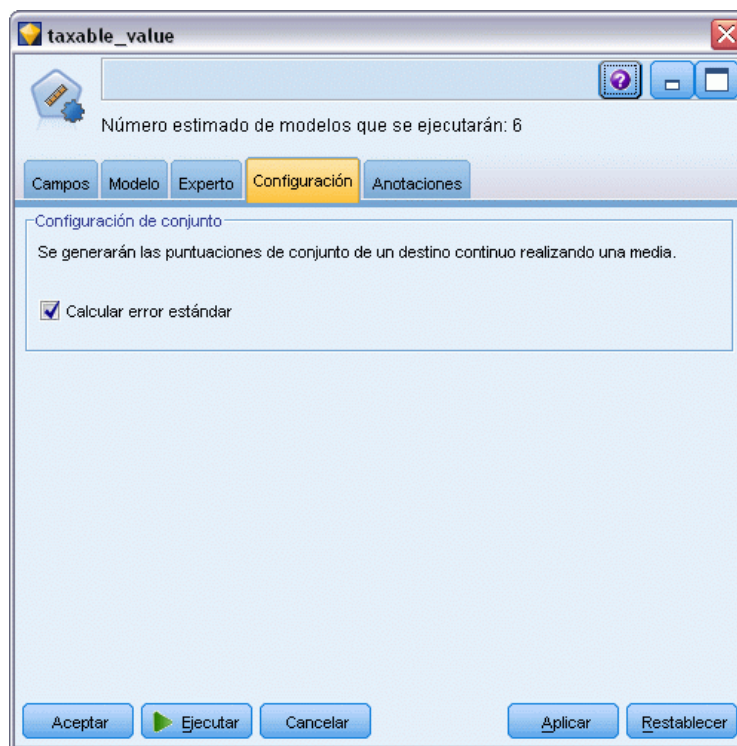 taxable_value
Número estimado de modelos que se ejecutarán: 6
Campos
Modelo
Experto
Configuración
Anotaciones
Configuración de conjunto
Se generarán las puntuaciones de conjunto de un destino continuo realizando una media.
Calcular error estándar
Aceptar
Ejecutar
Cancelar
Aplicar
Restablecer